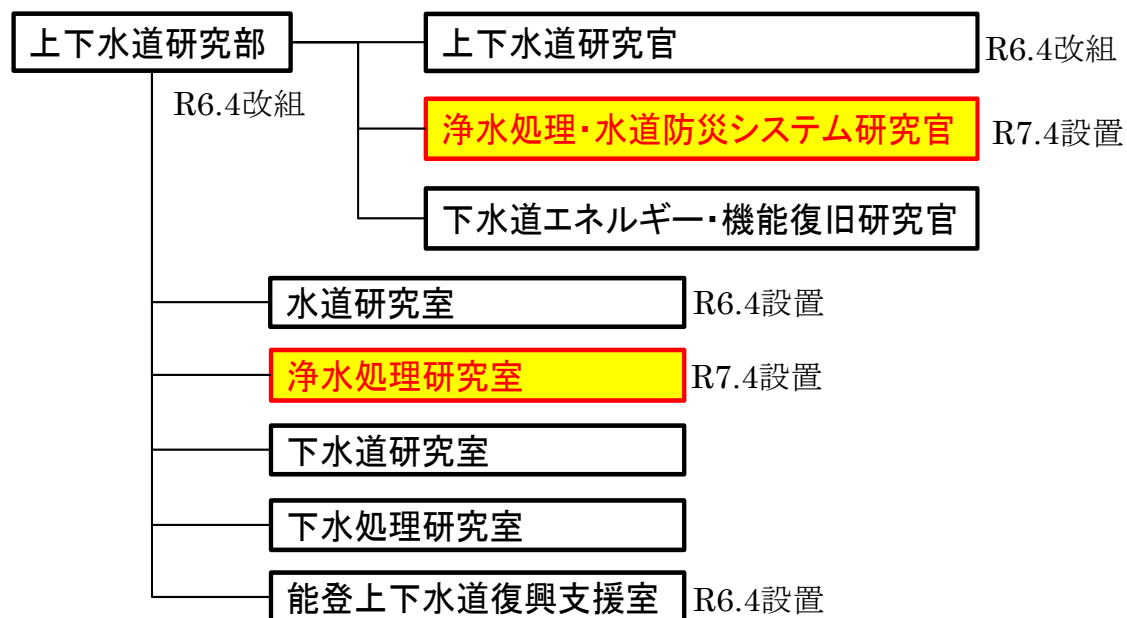 上下水道研究部
R6.4改組
上下水道研究官
R6.4改組
浄水処理・水道防災システム研究官
R7.4設置
下水道エネルギー・機能復旧研究官
水道研究室
R6.4設置
浄水処理研究室
R7.4設置
下水道研究室
下水処理研究室
能登上下水道復興支援室
R6.4設置